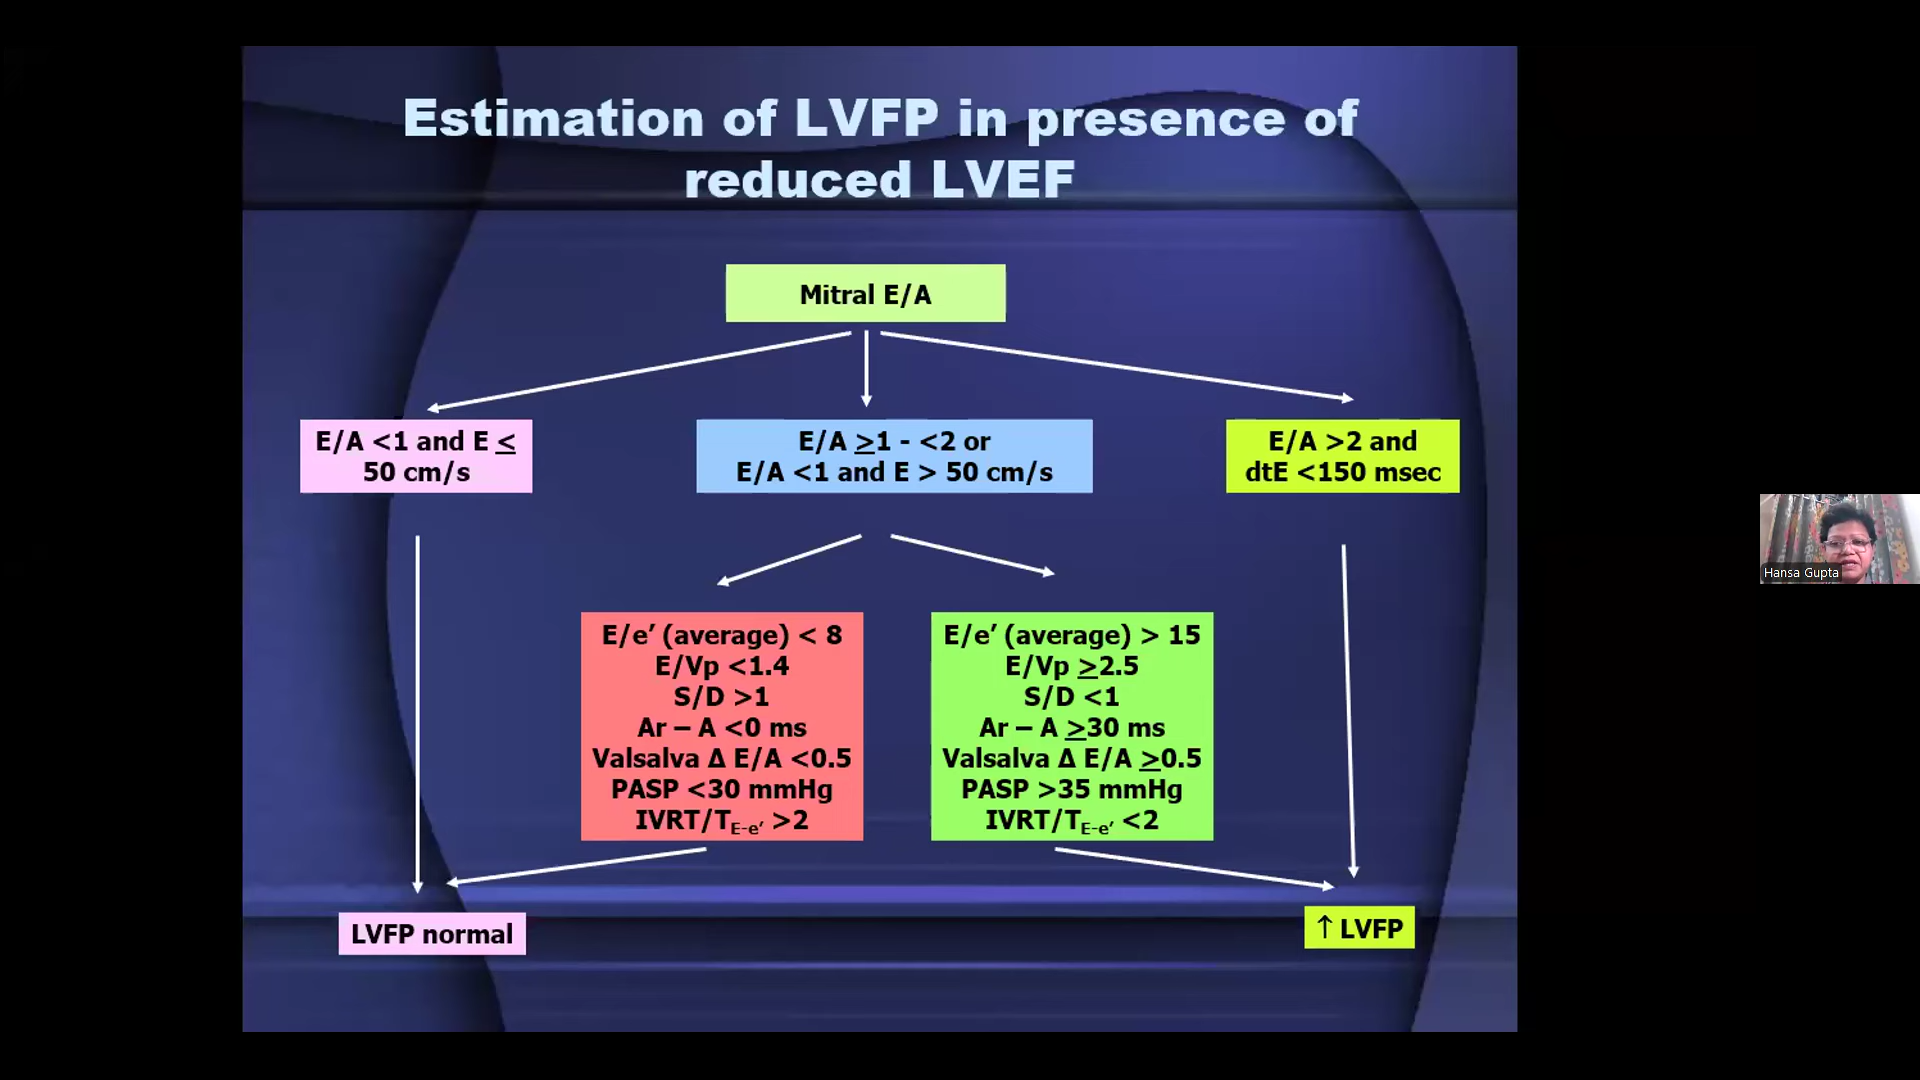 Estimation of LVFP in presence of
reduced LVEF
Mitral E/A
E/A <1 and E ≤
50 cm/s
E/A ≥1 - <2 or
E/A <1 and E > 50 cm/s
E/A >2 and
dtE <150 msec
E/e’ (average) < 8
E/Vp <1.4
S/D >1
Ar – A <0 ms
Valsalva Δ E/A <0.5
PASP <30 mmHg
IVRT/TE-e’ >2
E/e’ (average) > 15
E/Vp ≥2.5
S/D <1
Ar – A ≥30 ms
Valsalva Δ E/A ≥0.5
PASP >35 mmHg
IVRT/TE-e’ <2
LVFP normal
↑ LVFP
Hansa Gupta